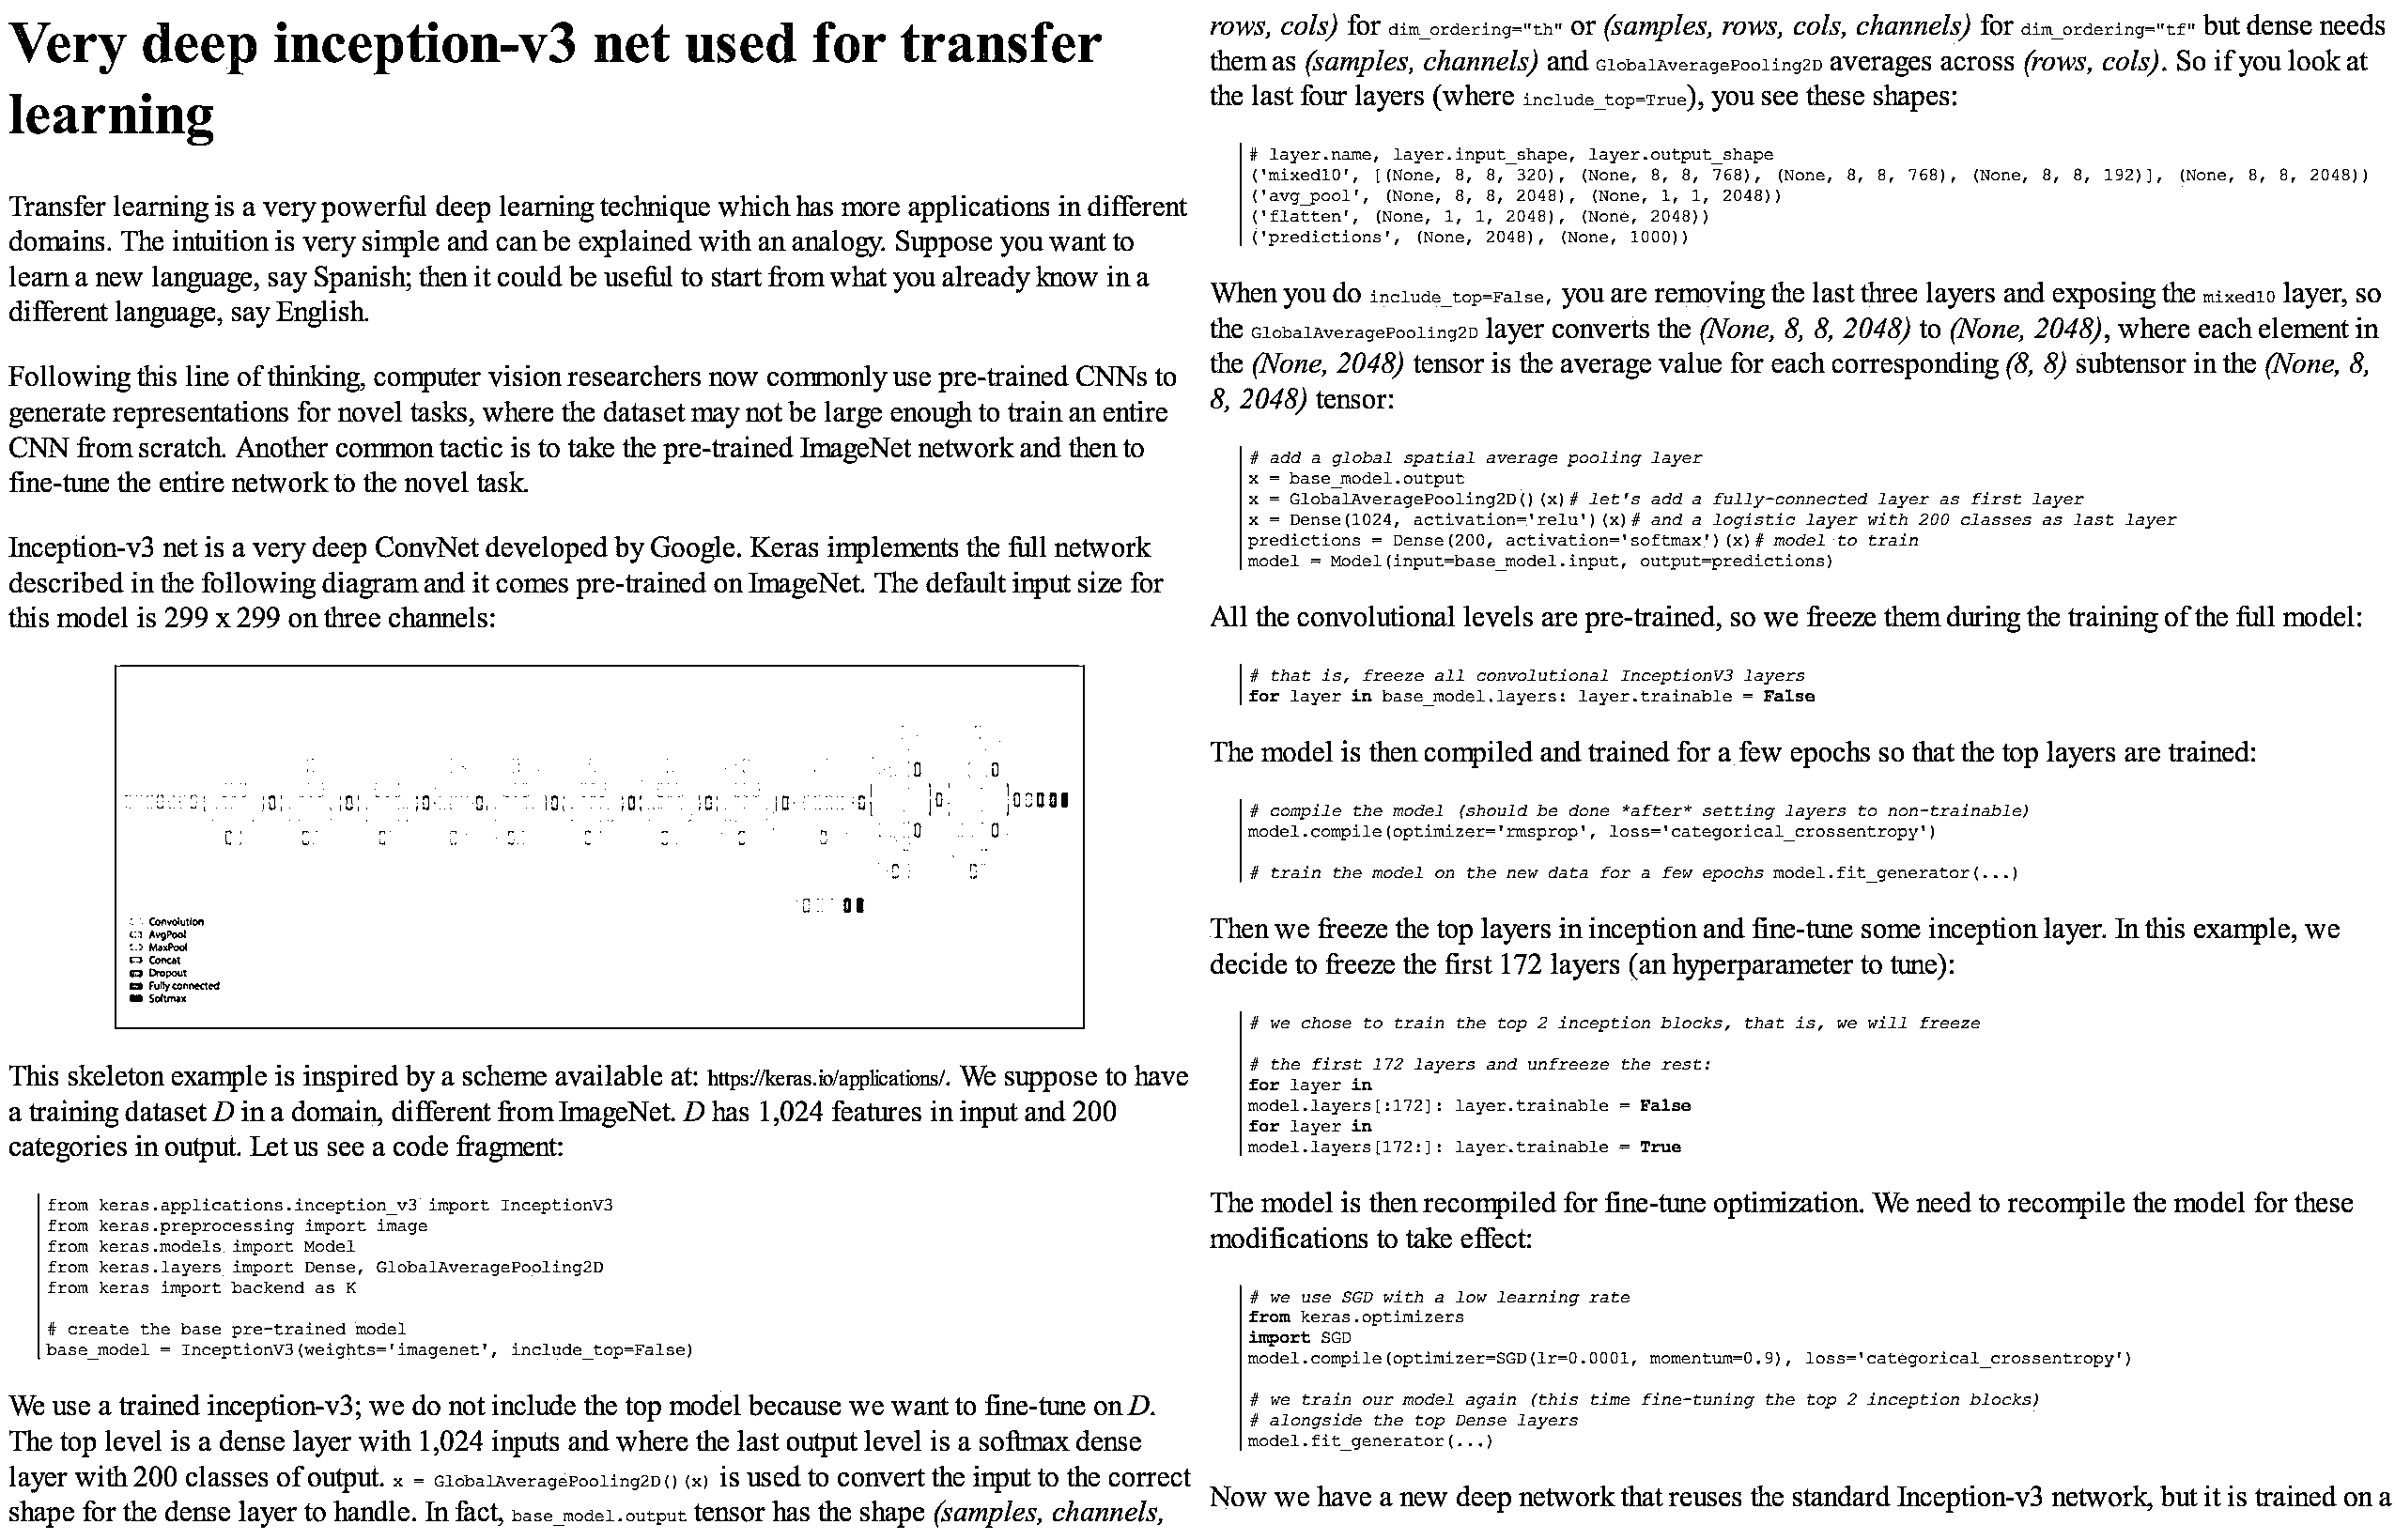 Very deep inception-v3 net used for transfer
learning
Transfer learning is a very powerful deep learning technique which has more applications in different
domains. The intuition is very simple and can be explained with an analogy. Suppose you want to
learn a new language, say Spanish; then it could be useful to start from what you already know in a
different language, say English.
Following this line of thinking, computer vision researchers now commonly use pre-trained CNNs to
generate representations for novel tasks, where the dataset may not be large enough to train an entire
CNN from scratch. Another common tactic is to take the pre-trained ImageNet network and then to
fine-tune the entire network to the novel task.
Inception-v3 net is a very deep ConvNet developed by Google. Keras implements the full network
described in the following diagram and it comes pre-trained on ImageNet. The default input size for
this model is 299 x 299 on three channels:
Convolution
AvgPool
MaxPool
Concat
Dropout
Fully connected
Softmax
This skeleton example is inspired by a scheme available at: https://keras.io/applications/. We suppose to have
a training dataset D in a domain, different from ImageNet. D has 1,024 features in input and 200
categories in output. Let us see a code fragment:
from keras.applications.inception_v3 import InceptionV3
from keras.preprocessing import image
from keras.models import Model
from keras.layers import Dense, GlobalAveragePooling2D
from keras import backend as K
# create the base pre-trained model
base_model = InceptionV3(weights='imagenet', include_top=False)
We use a trained inception-v3; we do not include the top model because we want to fine-tune on D.
The top level is a dense layer with 1,024 inputs and where the last output level is a softmax dense
layer with 200 classes of output. x = GlobalAveragePooling2D()(x) is used to convert the input to the correct
shape for the dense layer to handle. In fact, base_model.output tensor has the shape (samples, channels,
rows, cols) for dim_ordering="th" or (samples, rows, cols, channels) for dim_ordering="tf" but dense needs
them as (samples, channels) and GlobalAveragePooling2D averages across (rows, cols). So if you look at
the last four layers (where include_top=True), you see these shapes:
# layer.name, layer.input_shape, layer.output_shape
('mixed10', [(None, 8, 8, 320), (None, 8, 8, 768), (None, 8, 8, 768), (None, 8, 8, 192)], (None, 8, 8, 2048))
('avg_pool', (None, 8, 8, 2048), (None, 1, 1, 2048))
('flatten', (None, 1, 1, 2048), (None, 2048))
('predictions', (None, 2048), (None, 1000))
When you do include_top=False, you are removing the last three layers and exposing the mixed10 layer, so
the GlobalAveragePooling2D layer converts the (None, 8, 8, 2048) to (None, 2048), where each element in
the (None, 2048) tensor is the average value for each corresponding (8, 8) subtensor in the (None, 8,
8, 2048) tensor:
# add a global spatial average pooling layer
x = base_model.output
x = GlobalAveragePooling2D()(x)# let's add a fully-connected layer as first layer
x = Dense(1024, activation='relu')(x)# and a logistic layer with 200 classes as last layer
predictions = Dense(200, activation='softmax')(x)# model to train
model = Model(input=base_model.input, output=predictions)
All the convolutional levels are pre-trained, so we freeze them during the training of the full model:
# that is, freeze all convolutional InceptionV3 layers
for layer in base_model.layers: layer.trainable = False
The model is then compiled and trained for a few epochs so that the top layers are trained:
# compile the model (should be done *after* setting layers to non-trainable)
model.compile(optimizer='rmsprop', loss='categorical_crossentropy')
# train the model on the new data for a few epochs model.fit_generator(...)
Then we freeze the top layers in inception and fine-tune some inception layer. In this example, we
decide to freeze the first 172 layers (an hyperparameter to tune):
# we chose to train the top 2 inception blocks, that is, we will freeze
# the first 172 layers and unfreeze the rest:
for layer in
model.layers[:172]: layer.trainable = False
for layer in
model.layers[172:]: layer.trainable = True
The model is then recompiled for fine-tune optimization. We need to recompile the model for these
modifications to take effect:
# we use SGD with a low learning rate
from keras.optimizers
import SGD
model.compile(optimizer=SGD(lr=0.0001, momentum=0.9), loss='categorical_crossentropy')
# we train our model again (this time fine-tuning the top 2 inception blocks)
# alongside the top Dense layers
model.fit_generator(...)
Now we have a new deep network that reuses the standard Inception-v3 network, but it is trained on a